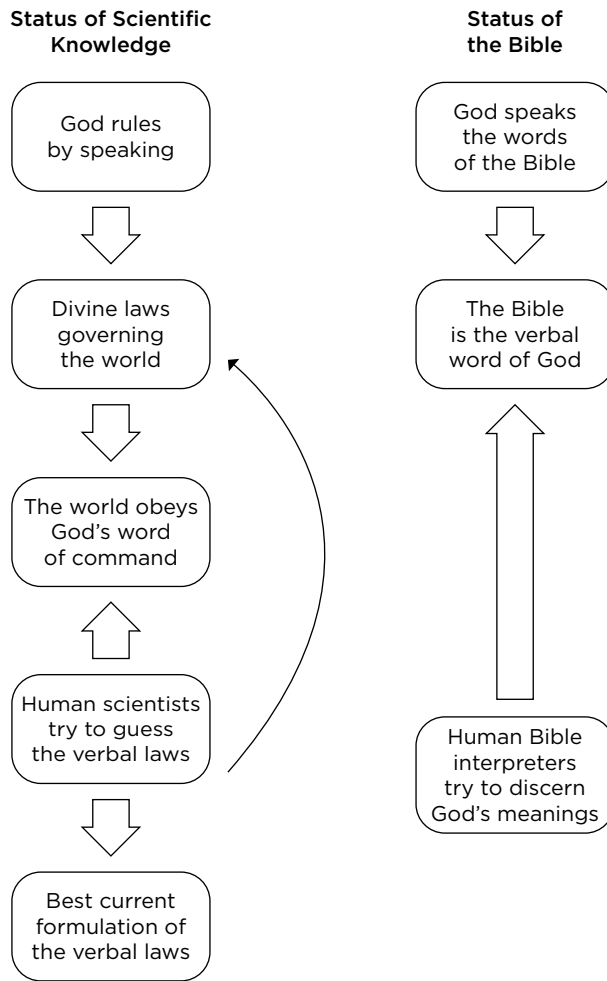 Status of Scientific
Knowledge
God rules
by speaking
Divine laws
governing
the world
The world obeys
God’s word
of command
Human scientists
try to guess
the verbal laws
Best current
formulation of
the verbal laws
Status of
the Bible
God speaks
the words
of the Bible
The Bible
is the verbal
word of God
Human Bible
interpreters
try to discern
God’s meanings